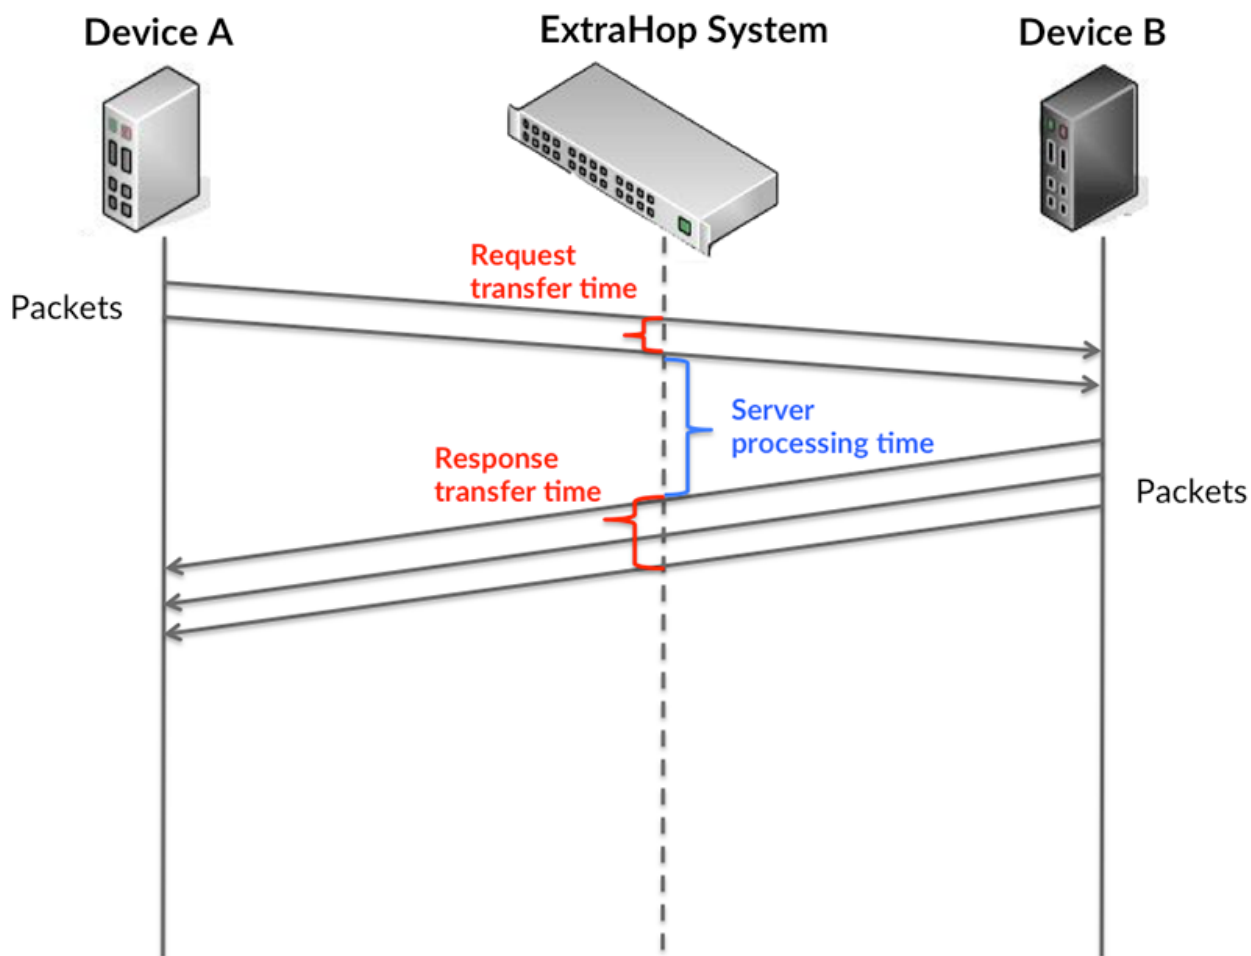 Device A
ExtraHop System
Device B
Request
transfer time
Packets
Server
processing time
Response
transfer time
Packets